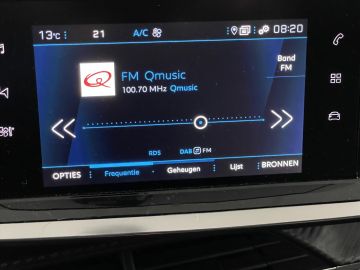 13°C 21 A/C 08:20
FM Qmusic
100.70 MHz Qmusic
Band
FM
RDS DAB FM
OPTIES Frequentie Geheugen Lijst BRONNEN